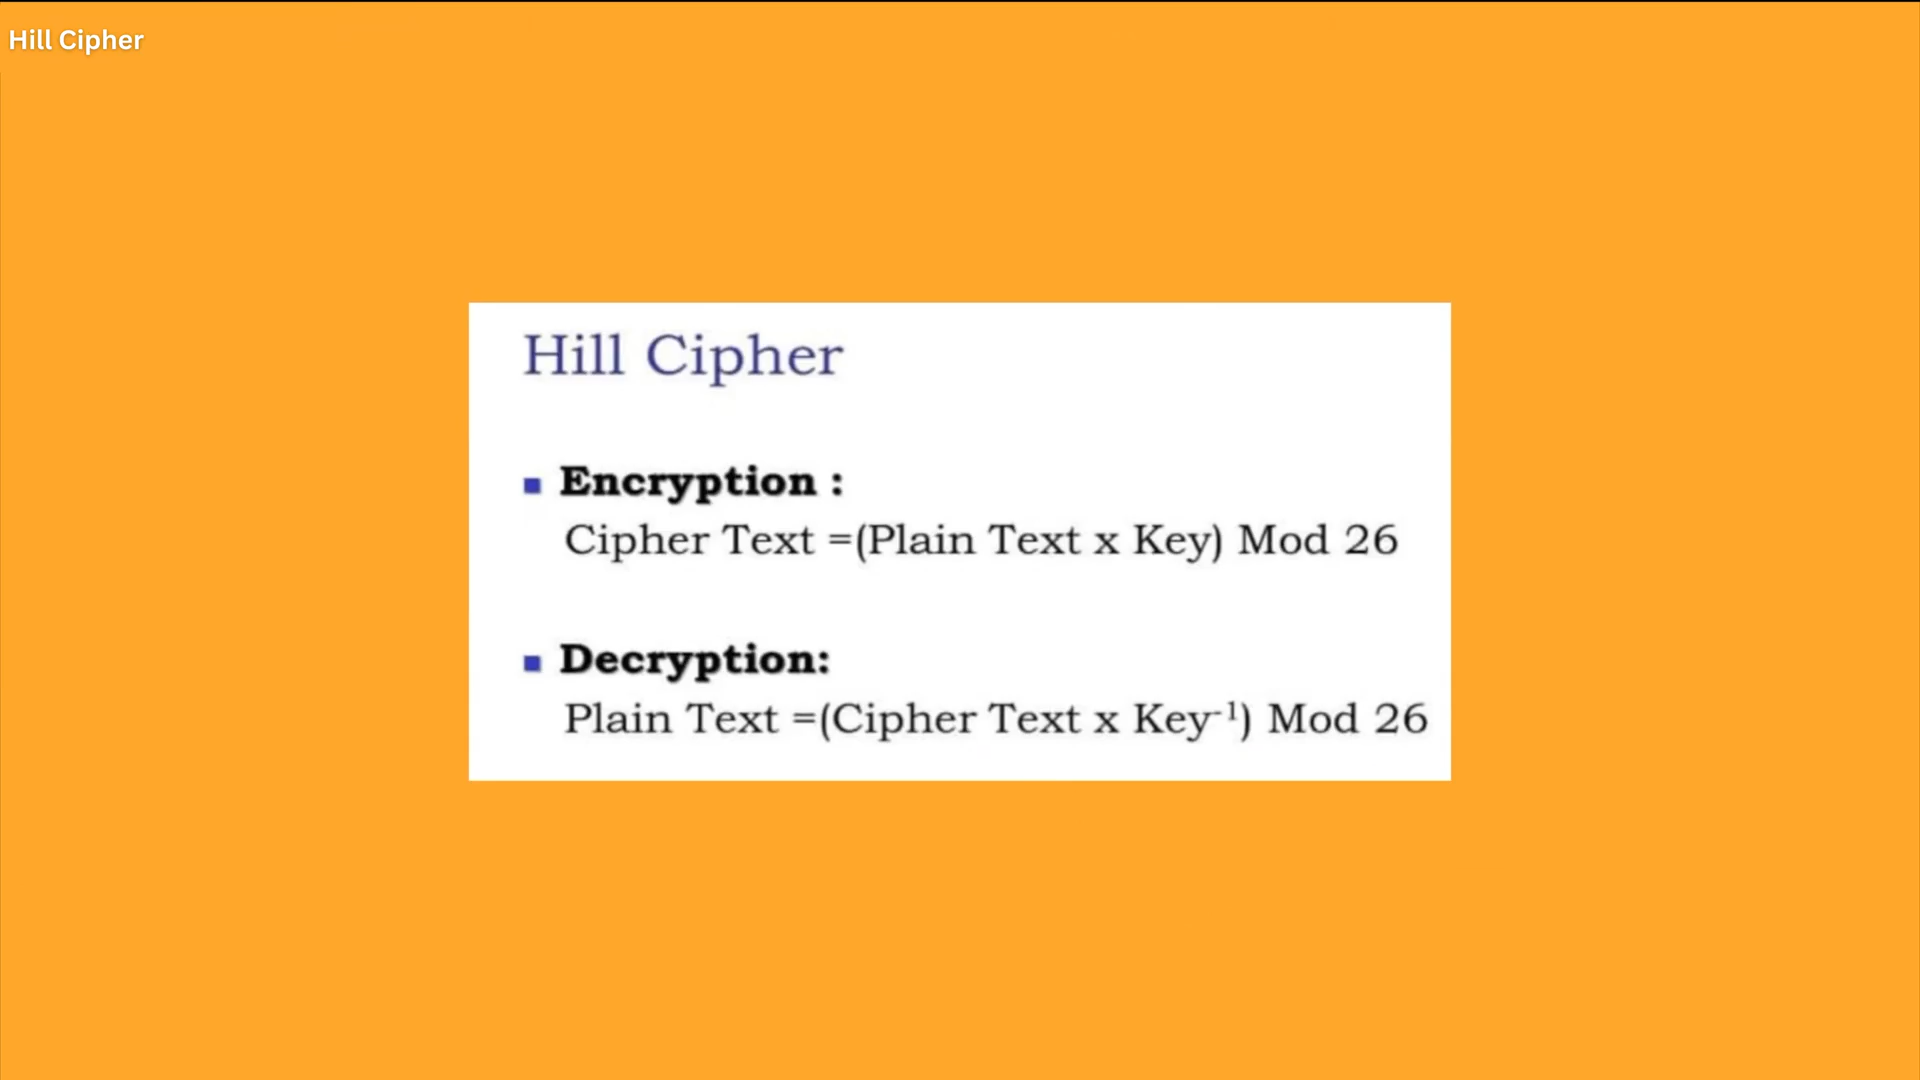 Hill Cipher
Hill Cipher
Encryption :
Cipher Text =(Plain Text x Key) Mod 26
Decryption:
Plain Text =(Cipher Text x Key⁻¹) Mod 26